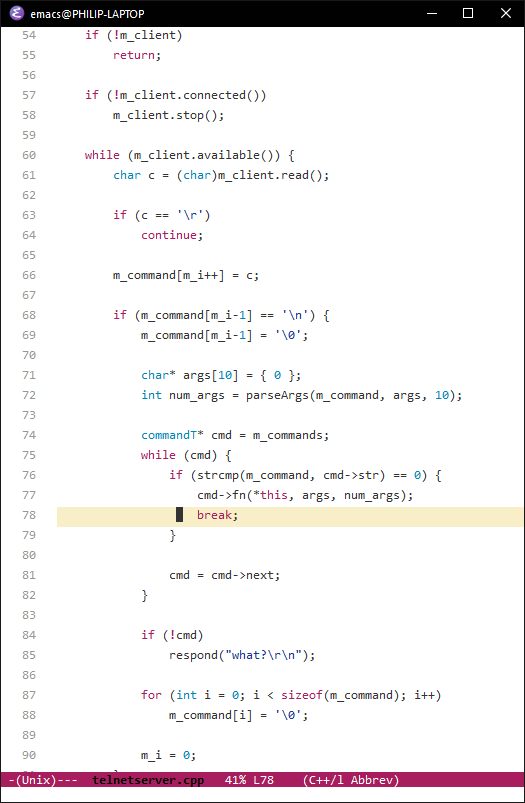 emacs@PHILIP-LAPTOP
54 if (!m_client)
55 return;
56
57 if (!m_client.connected())
58 m_client.stop();
59
60 while (m_client.available()) {
61 char c = (char)m_client.read();
62
63 if (c == '\r')
64 continue;
65
66 m_command[m_i++] = c;
67
68 if (m_command[m_i-1] == '\n') {
69 m_command[m_i-1] = '\0';
70
71 char* args[10] = { 0 };
72 int num_args = parseArgs(m_command, args, 10);
73
74 commandT* cmd = m_commands;
75 while (cmd) {
76 if (strcmp(m_command, cmd->str) == 0) {
77 cmd->fn(*this, args, num_args);
78 break;
79 }
80
81 cmd = cmd->next;
82 }
83
84 if (!cmd)
85 respond("what?\r\n");
86
87 for (int i = 0; i < sizeof(m_command); i++)
88 m_command[i] = '\0';
89
90 m_i = 0;
-(Unix)--- telnetserver.cpp 41% L78 (C++/l Abbrev)